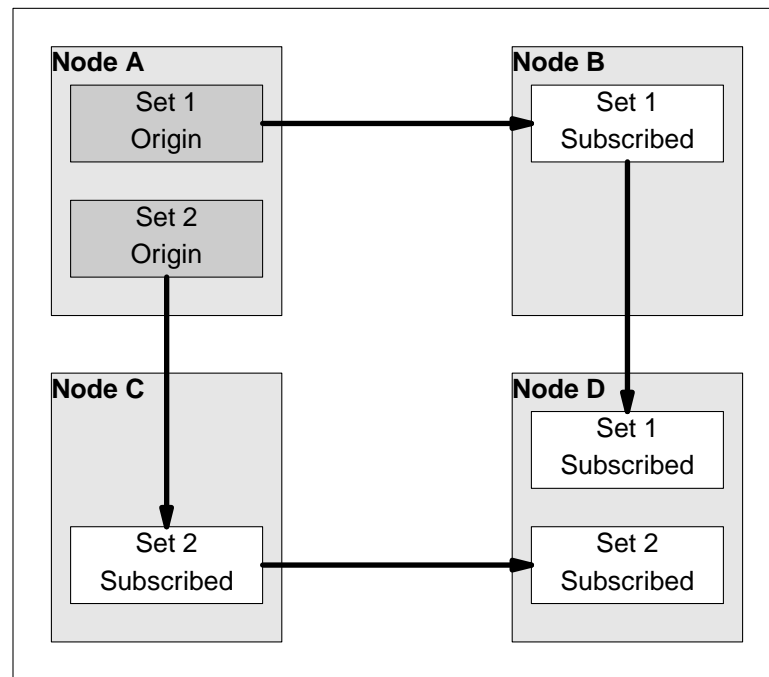 Node A
Set 1
Origin
Set 2
Origin
Node B
Set 1
Subscribed
Node C
Set 2
Subscribed
Node D
Set 1
Subscribed
Set 2
Subscribed